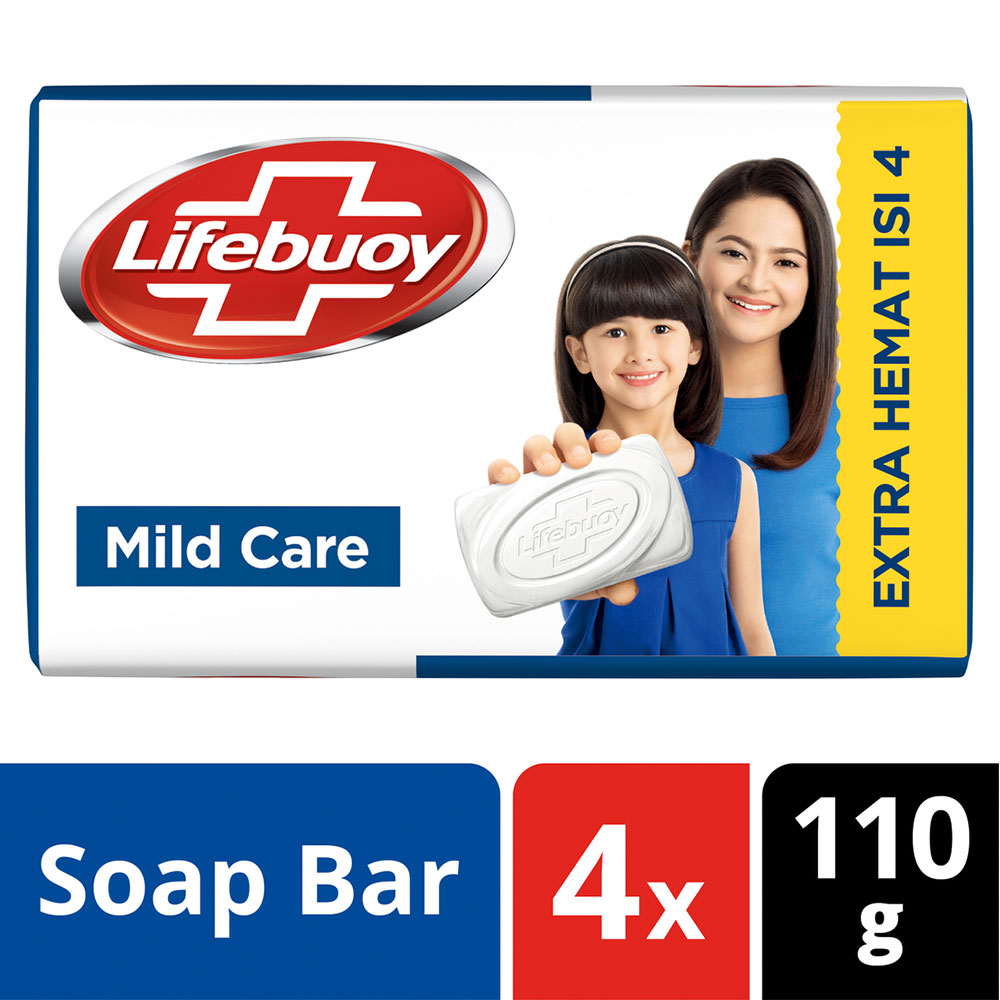 Lifebuoy
Mild Care
Lifebuoy
EXTRA HEMAT ISI 4
Soap Bar
4x
110
g